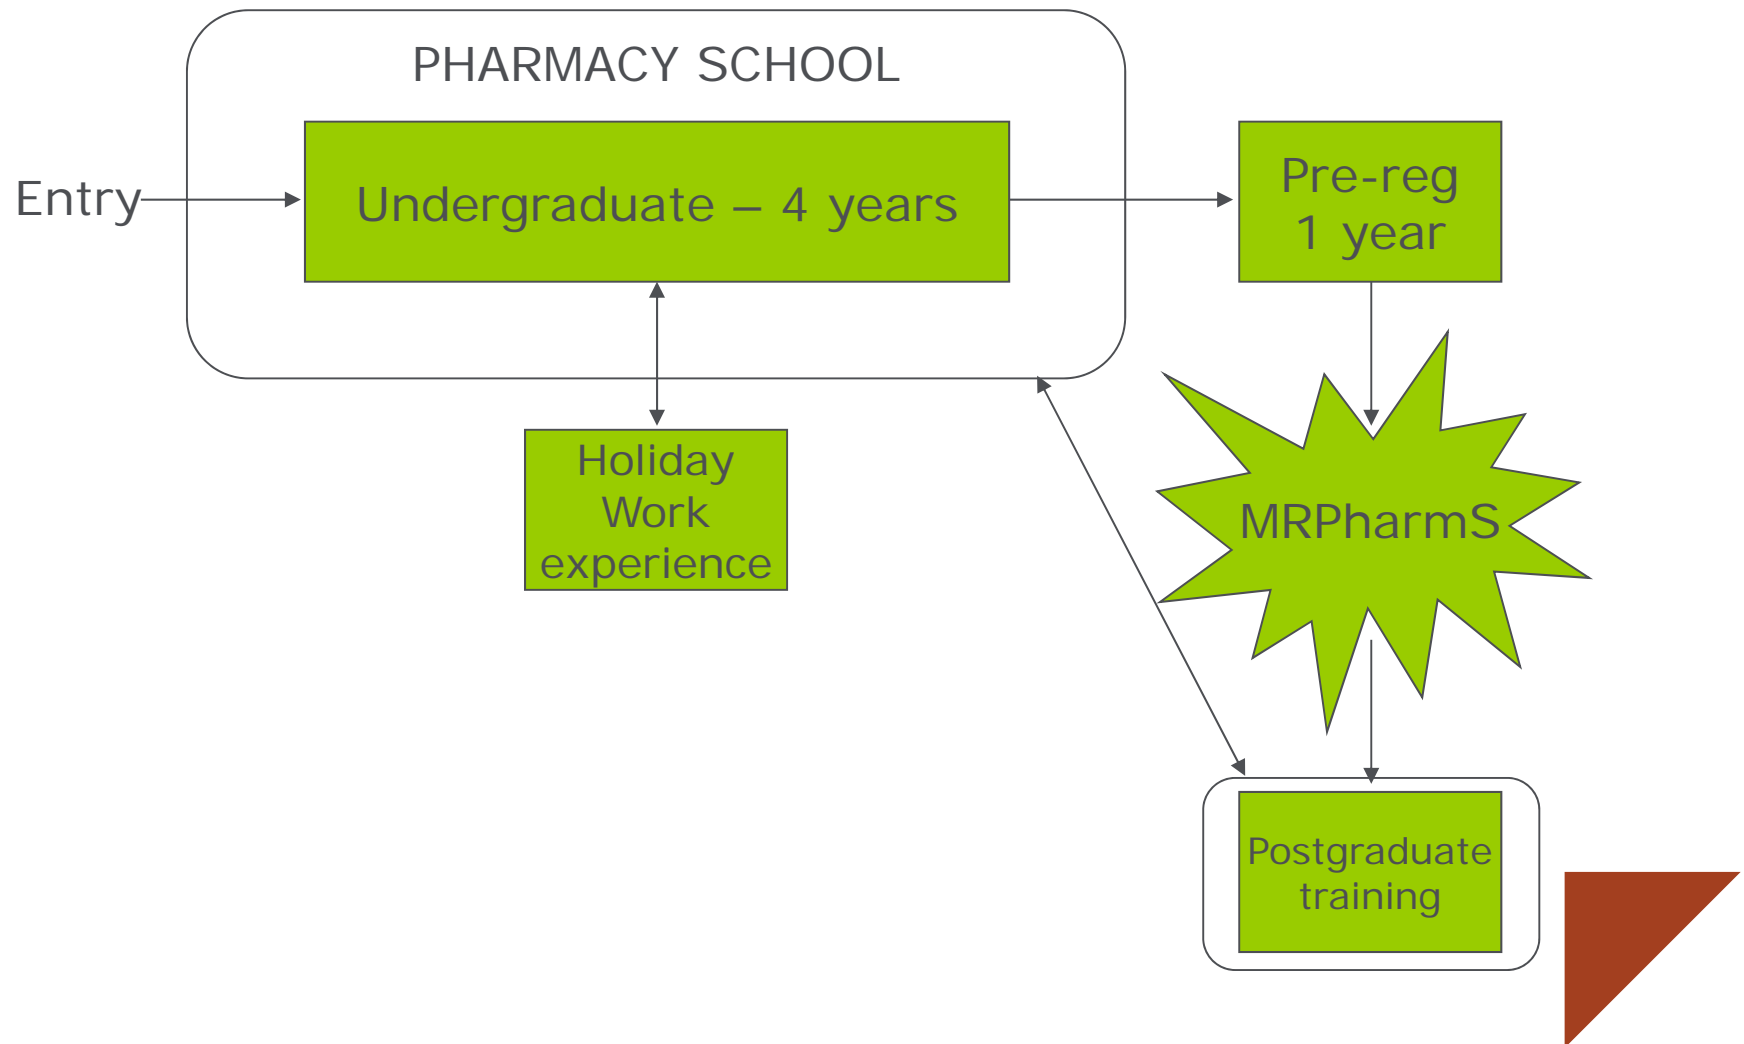 PHARMACY SCHOOL
Entry
Undergraduate – 4 years
Pre-reg
1 year
Holiday
Work
experience
MRPharmS
Postgraduate
training